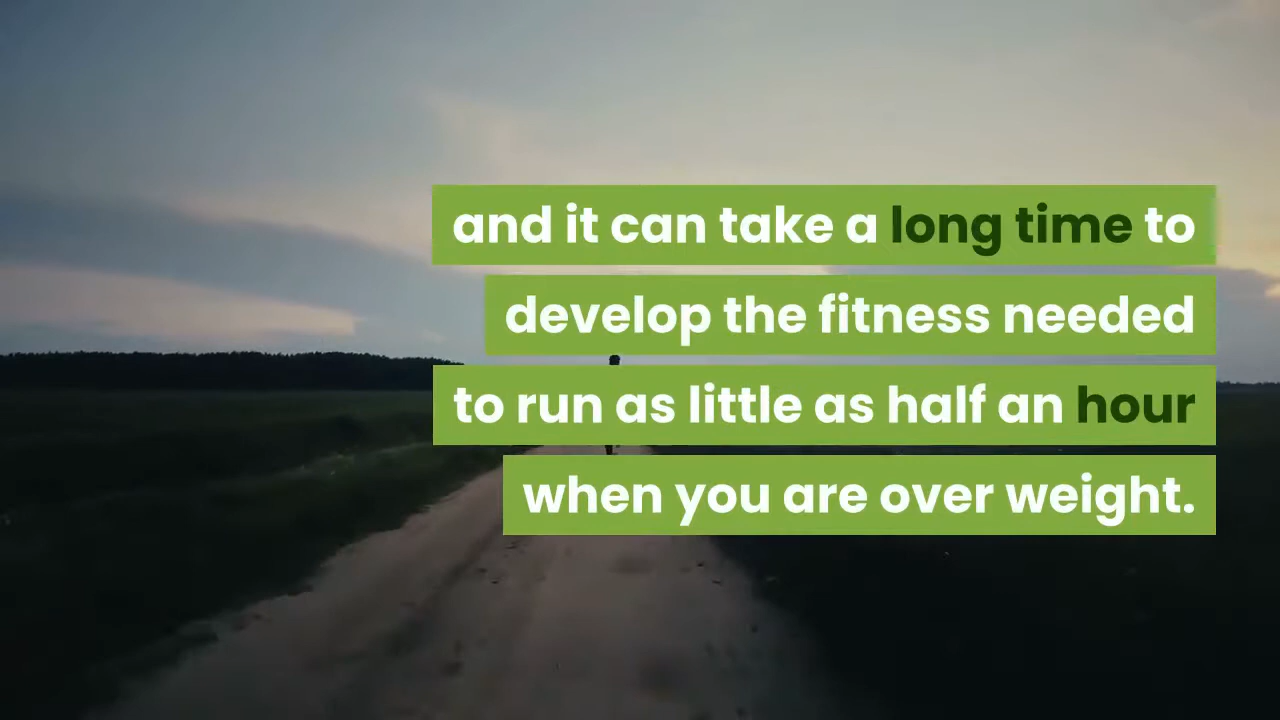 and it can take a long time to
develop the fitness needed
to run as little as half an hour
when you are over weight.